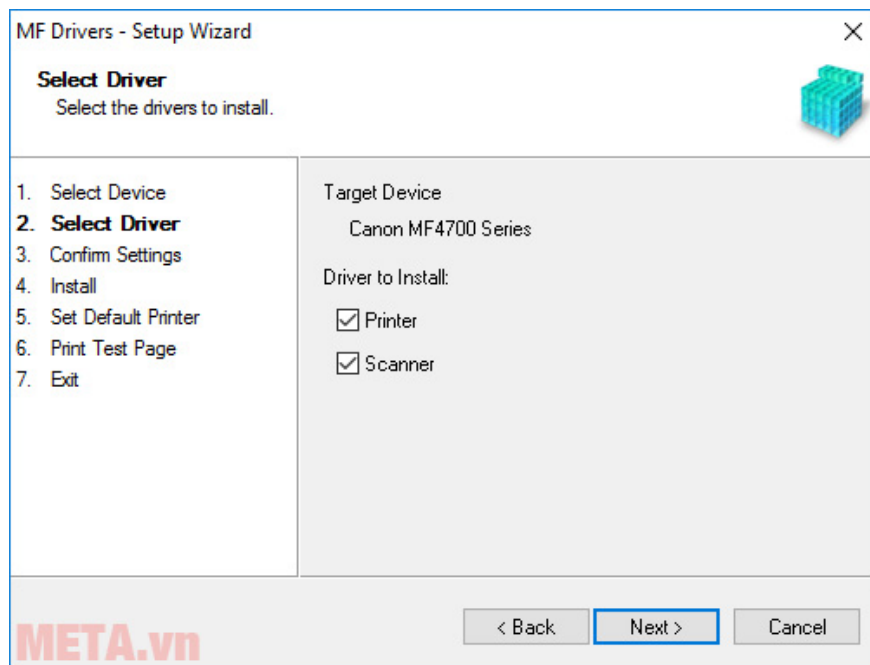 MF Drivers - Setup Wizard
Select Driver
Select the drivers to install.
1. Select Device
2. Select Driver
3. Confirm Settings
4. Install
5. Set Default Printer
6. Print Test Page
7. Exit
Target Device
Canon MF4700 Series
Driver to Install:
Printer
Scanner
META.vn
< Back Next > Cancel